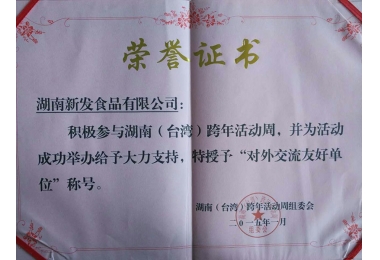 荣誉证书
湖南新发食品有限公司：
积极参与湖南（台湾）跨年活动周，并为活动
成功举办给予大力支持，特授予“对外交流友好单
位”称号。
湖南（台湾）跨年活动周组委会
二〇一五年一月